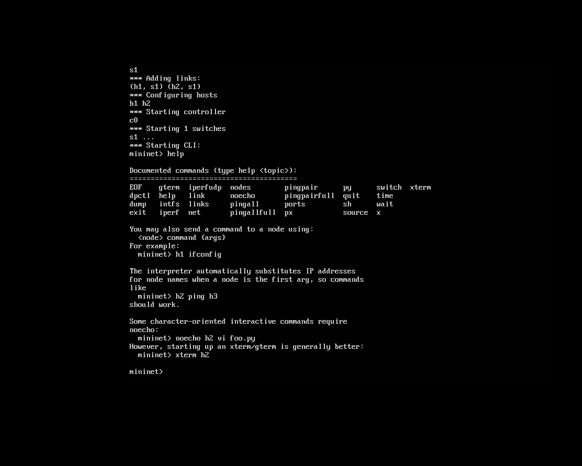 s1
*** Adding links:
(h1, s1) (h2, s1)
*** Configuring hosts
h1 h2
*** Starting controller
c0
*** Starting 1 switches
s1 ...
*** Starting CLI:
mininet> help

Documented commands (type help <topic>):
========================================
EOF    gterm  iperfudp  nodes        pingpair      py      switch  xterm
dpctl  help   link      noecho       pingpairfull  quit    time
dump   intfs  links     pingall      ports         sh      wait
exit   iperf  net       pingallfull  px            source  x

You may also send a command to a node using:
  <node> command {args}
For example:
  mininet> h1 ifconfig

The interpreter automatically substitutes IP addresses
for node names when a node is the first arg, so commands
like
  mininet> h2 ping h3
should work.

Some character-oriented interactive commands require
noecho:
  mininet> noecho h2 vi foo.py
However, starting up an xterm/gterm is generally better:
  mininet> xterm h2

mininet>